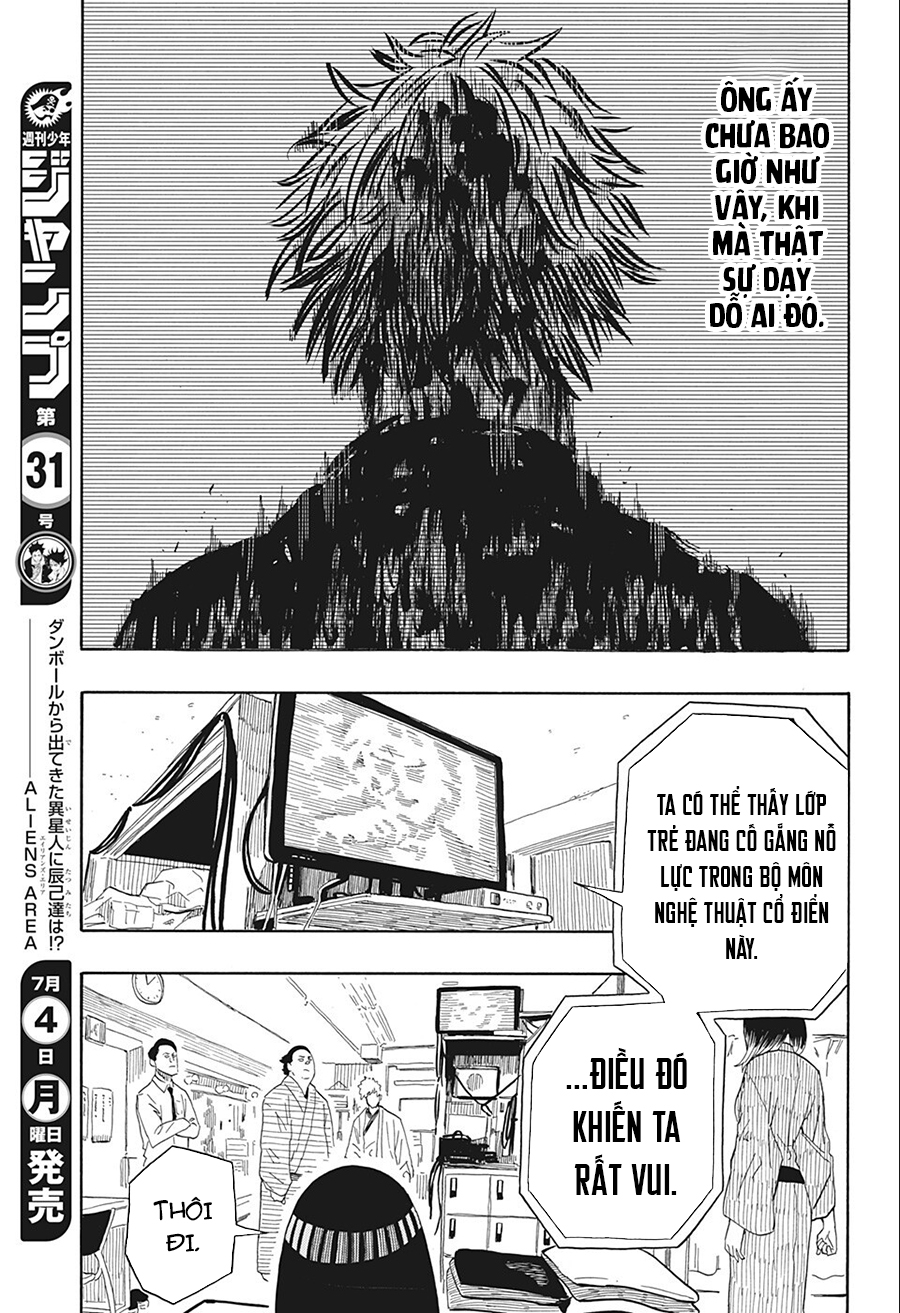 ÔNG ẤY
CHƯA BAO
GIỜ NHƯ
VẬY, KHI
MÀ THẬT
SỰ DẠY
DỖ AI ĐÓ.
TA CÓ THỂ THẤY LỚP
TRẺ ĐANG CỐ GẮNG NỖ
LỰC TRONG BỘ MÔN
NGHỆ THUẬT CỔ ĐIỂN
NÀY.
...ĐIỀU ĐÓ
KHIẾN TA
RẤT VUI.
THÔI
ĐI.
週刊少年
ジャンプ
第
31
号
ダンボールから出てきた異星人に辰己達は!?
ALIENS AREA
7月
4
日
月
曜日
発売